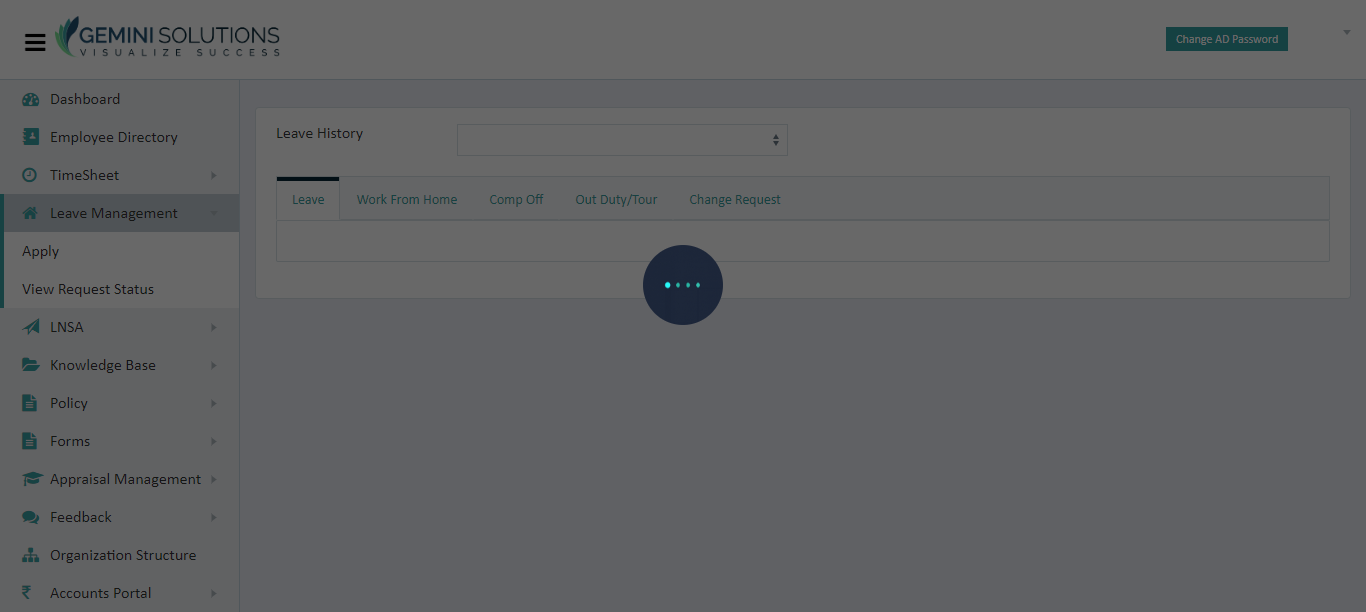 GEMINI SOLUTIONS
VISUALIZE SUCCESS
Change AD Password
Dashboard
Employee Directory
TimeSheet
Leave Management
Apply
View Request Status
LNSA
Knowledge Base
Policy
Forms
Appraisal Management
Feedback
Organization Structure
Accounts Portal
Leave History
Leave Work From Home Comp Off Out Duty/Tour Change Request